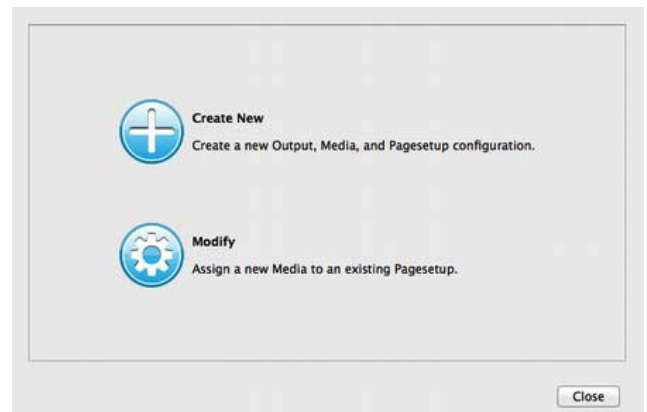 Create New
Create a new Output, Media, and Pagesetup configuration.
Modify
Assign a new Media to an existing Pagesetup.
Close